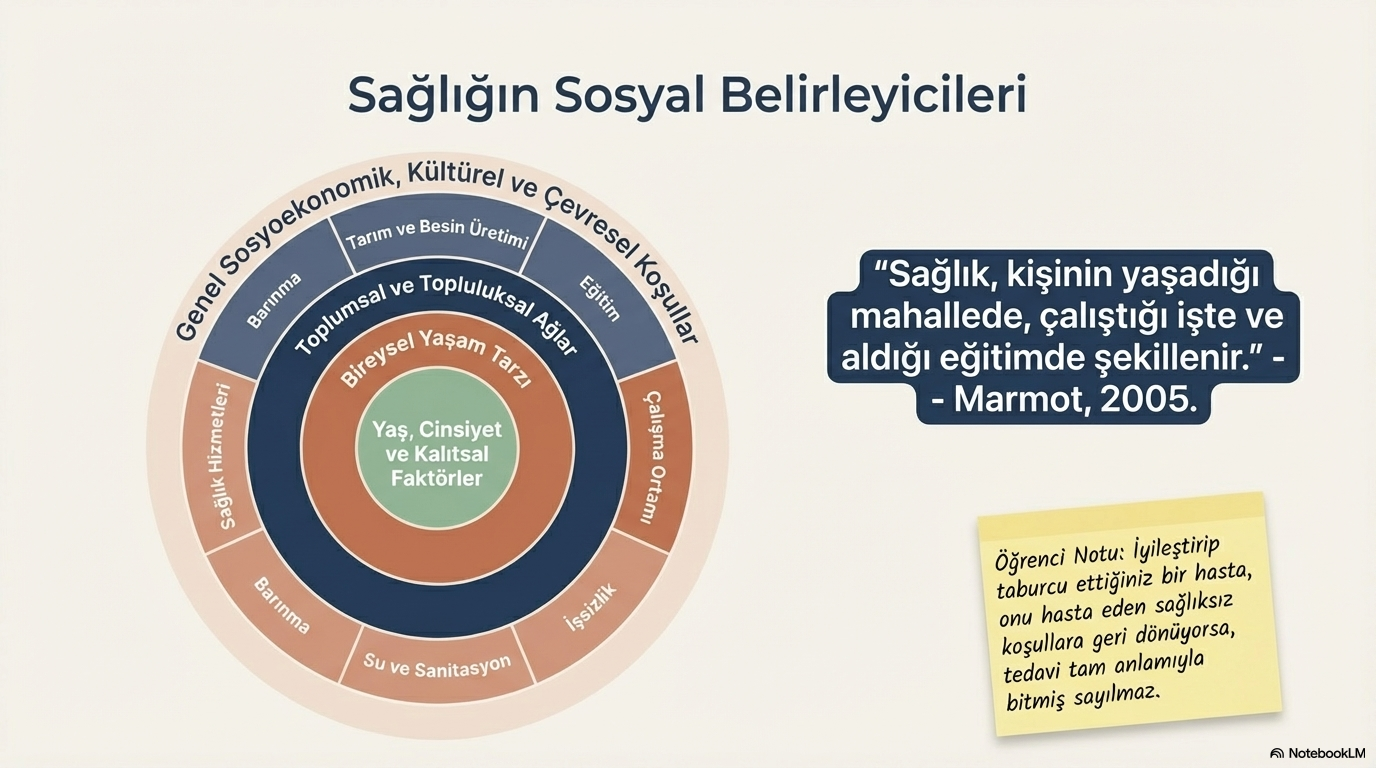 Sağlığın Sosyal Belirleyicileri
Genel Sosyoekonomik, Kültürel ve Çevresel Koşullar
Barınma
Tarım ve Besin Üretimi
Eğitim
Sağlık Hizmetleri
Çalışma Ortamı
Barınma
Su ve Sanitasyon
İşsizlik
Toplumsal ve Topluluksal Ağlar
Bireysel Yaşam Tarzı
Yaş, Cinsiyet
ve Kalıtsal
Faktörler
“Sağlık, kişinin yaşadığı
mahallede, çalıştığı işte ve
aldığı eğitimde şekillenir.” -
- Marmot, 2005.
Öğrenci Notu: İyileştirip
taburcu ettiğiniz bir hasta,
onu hasta eden sağlıksız
koşullara geri dönüyorsa,
tedavi tam anlamıyla
bitmiş sayılmaz.
NotebookLM